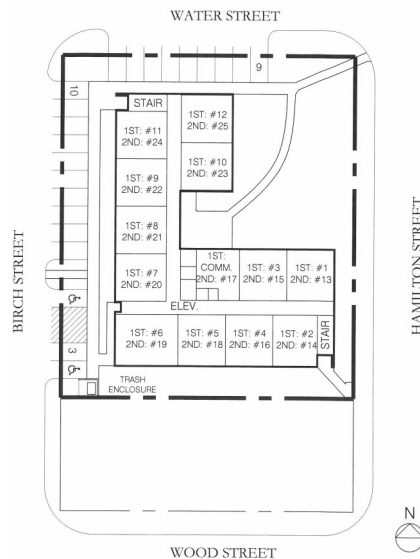 WATER STREET
9
10
STAIR
1ST: #12
2ND: #25
1ST: #11
2ND: #24
1ST: #10
2ND: #23
1ST: #9
2ND: #22
1ST: #8
2ND: #21
1ST: #7
2ND: #20
1ST:
COMM.
2ND: #17
1ST: #3
2ND: #15
1ST: #1
2ND: #13
ELEV.
1ST: #6
2ND: #19
1ST: #5
2ND: #18
1ST: #4
2ND: #16
1ST: #2
2ND: #14
STAIR
3
TRASH
ENCLOSURE
BIRCH STREET
HAMILTON STREET
N
WOOD STREET